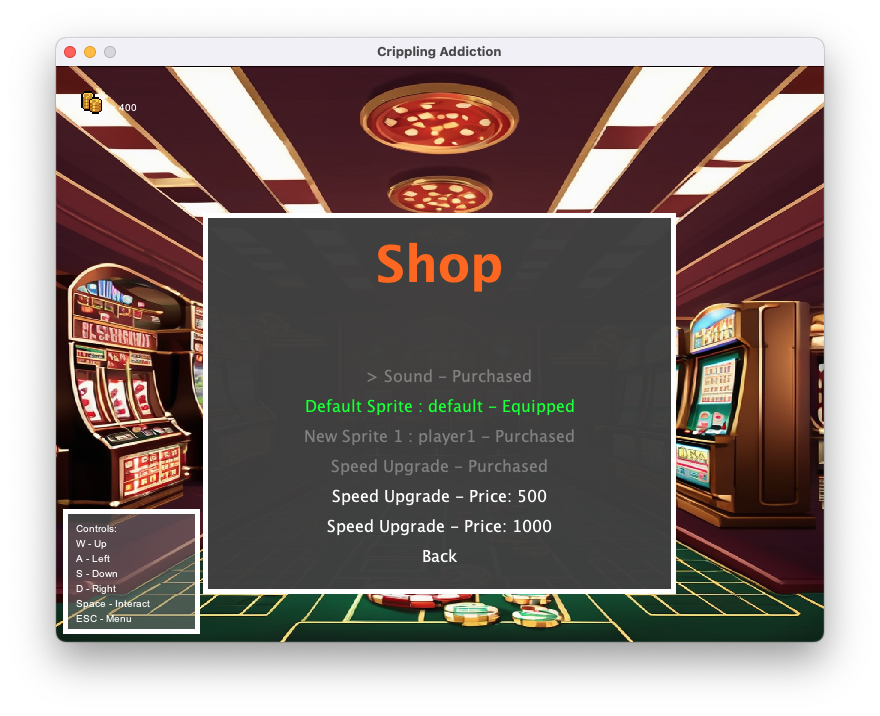 Crippling Addiction
400
Shop
> Sound – Purchased
Default Sprite : default – Equipped
New Sprite 1 : player1 – Purchased
Speed Upgrade – Purchased
Speed Upgrade – Price: 500
Speed Upgrade – Price: 1000
Back
Controls:
W - Up
A - Left
S - Down
D - Right
Space - Interact
ESC - Menu